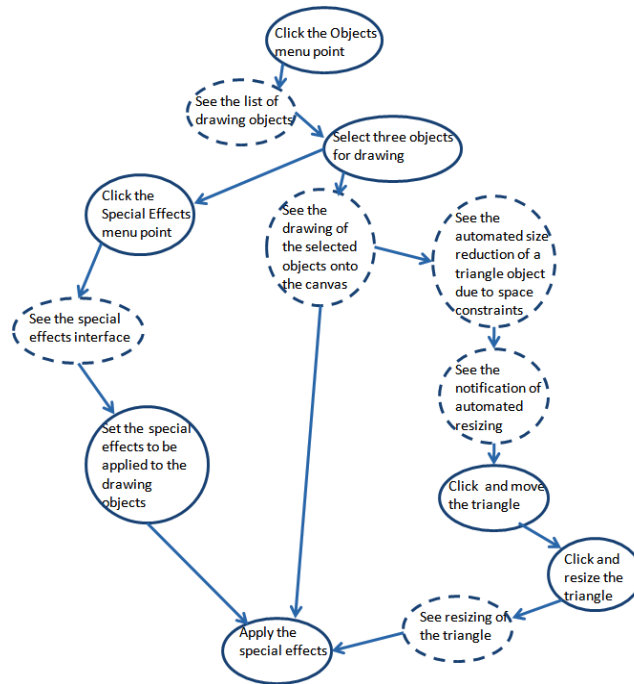 Click the Objects
menu point
See the list of
drawing objects
Select three objects
for drawing
Click the
Special Effects
menu point
See the
drawing of
the selected
objects onto
the canvas
See the
automated size
reduction of a
triangle object
due to space
constraints
See the special
effects interface
See the
notification of
automated
resizing
Set the special
effects to be
applied to the
drawing
objects
Click and move
the triangle
Click and
resize the
triangle
See resizing of
the triangle
Apply the
special effects